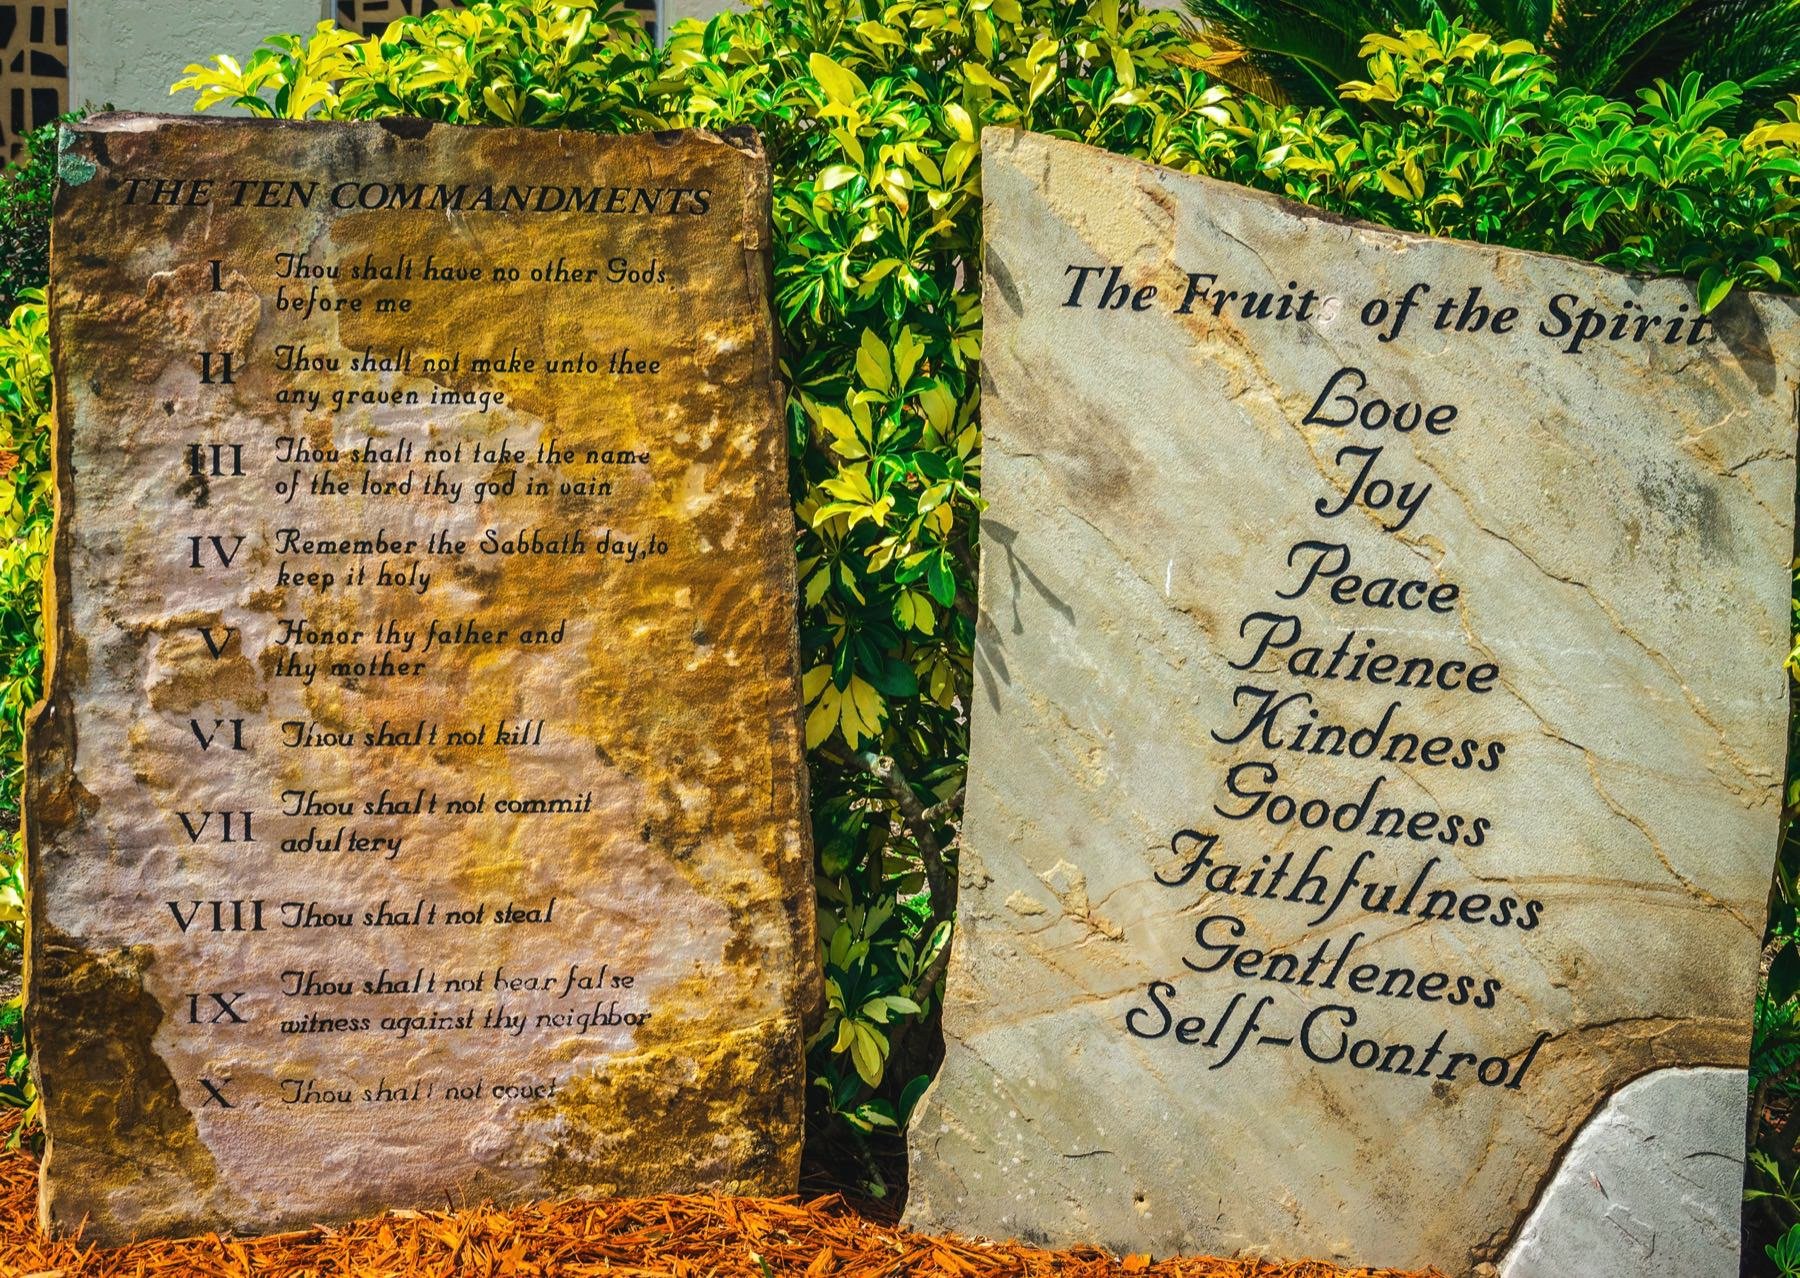 THE TEN COMMANDMENTS
I Thou shalt have no other Gods
before me
II Thou shalt not make unto thee
any graven image
III Thou shalt not take the name
of the lord thy god in vain
IV Remember the Sabbath day,to
keep it holy
V Honor thy father and
thy mother
VI Thou shalt not kill
VII Thou shalt not commit
adultery
VIII Thou shalt not steal
IX Thou shalt not bear false
witness against thy neighbor
X Thou shalt not covet
The Fruits of the Spirit
Love
Joy
Peace
Patience
Kindness
Goodness
Faithfulness
Gentleness
Self-Control